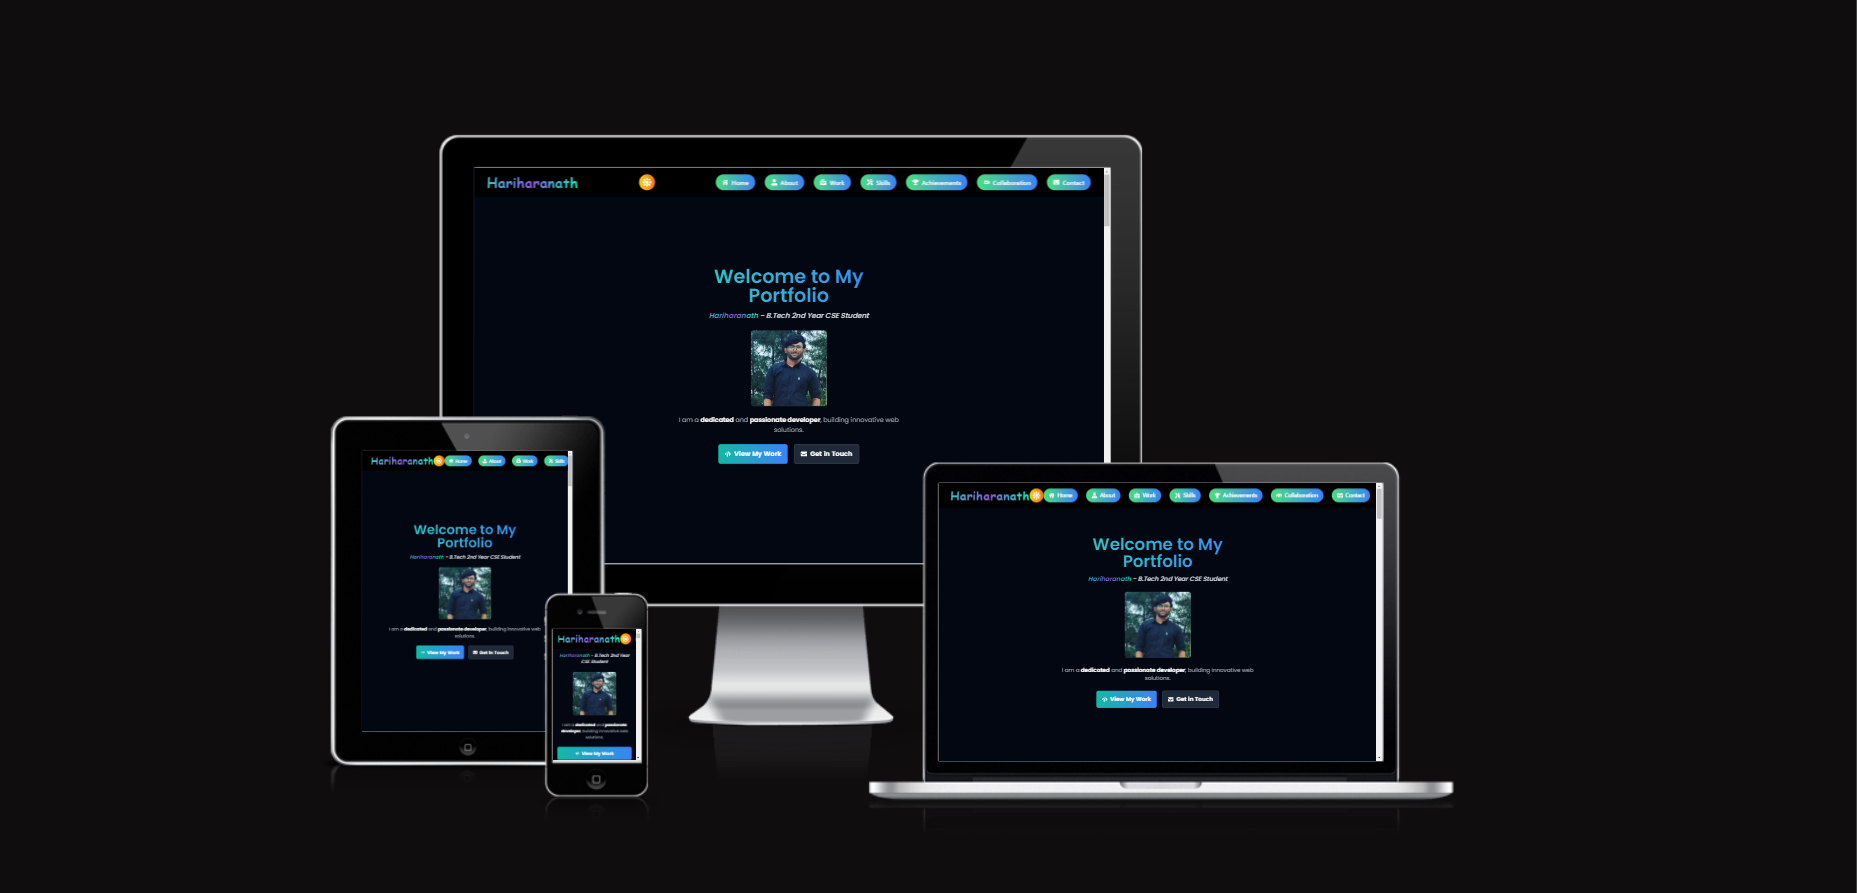 Hariharanath
Home About Work Skills Achievements Collaboration Contact
Welcome to My
Portfolio
Hariharanath - B.Tech 2nd Year CSE Student
I am a dedicated and passionate developer, building innovative web
solutions.
View My Work Get in Touch
Hariharanath Home About Work Skills
Welcome to My
Portfolio
Hariharanath - B.Tech 2nd Year CSE Student
I am a dedicated and passionate developer, building innovative web
solutions.
View My Work Get in Touch
Hariharanath
Hariharanath - B.Tech 2nd Year
CSE Student
I am a dedicated and passionate
developer, building innovative web
solutions.
View My Work
Hariharanath Home About Work Skills Achievements Collaboration Contact
Welcome to My
Portfolio
Hariharanath - B.Tech 2nd Year CSE Student
I am a dedicated and passionate developer, building innovative web
solutions.
View My Work Get in Touch